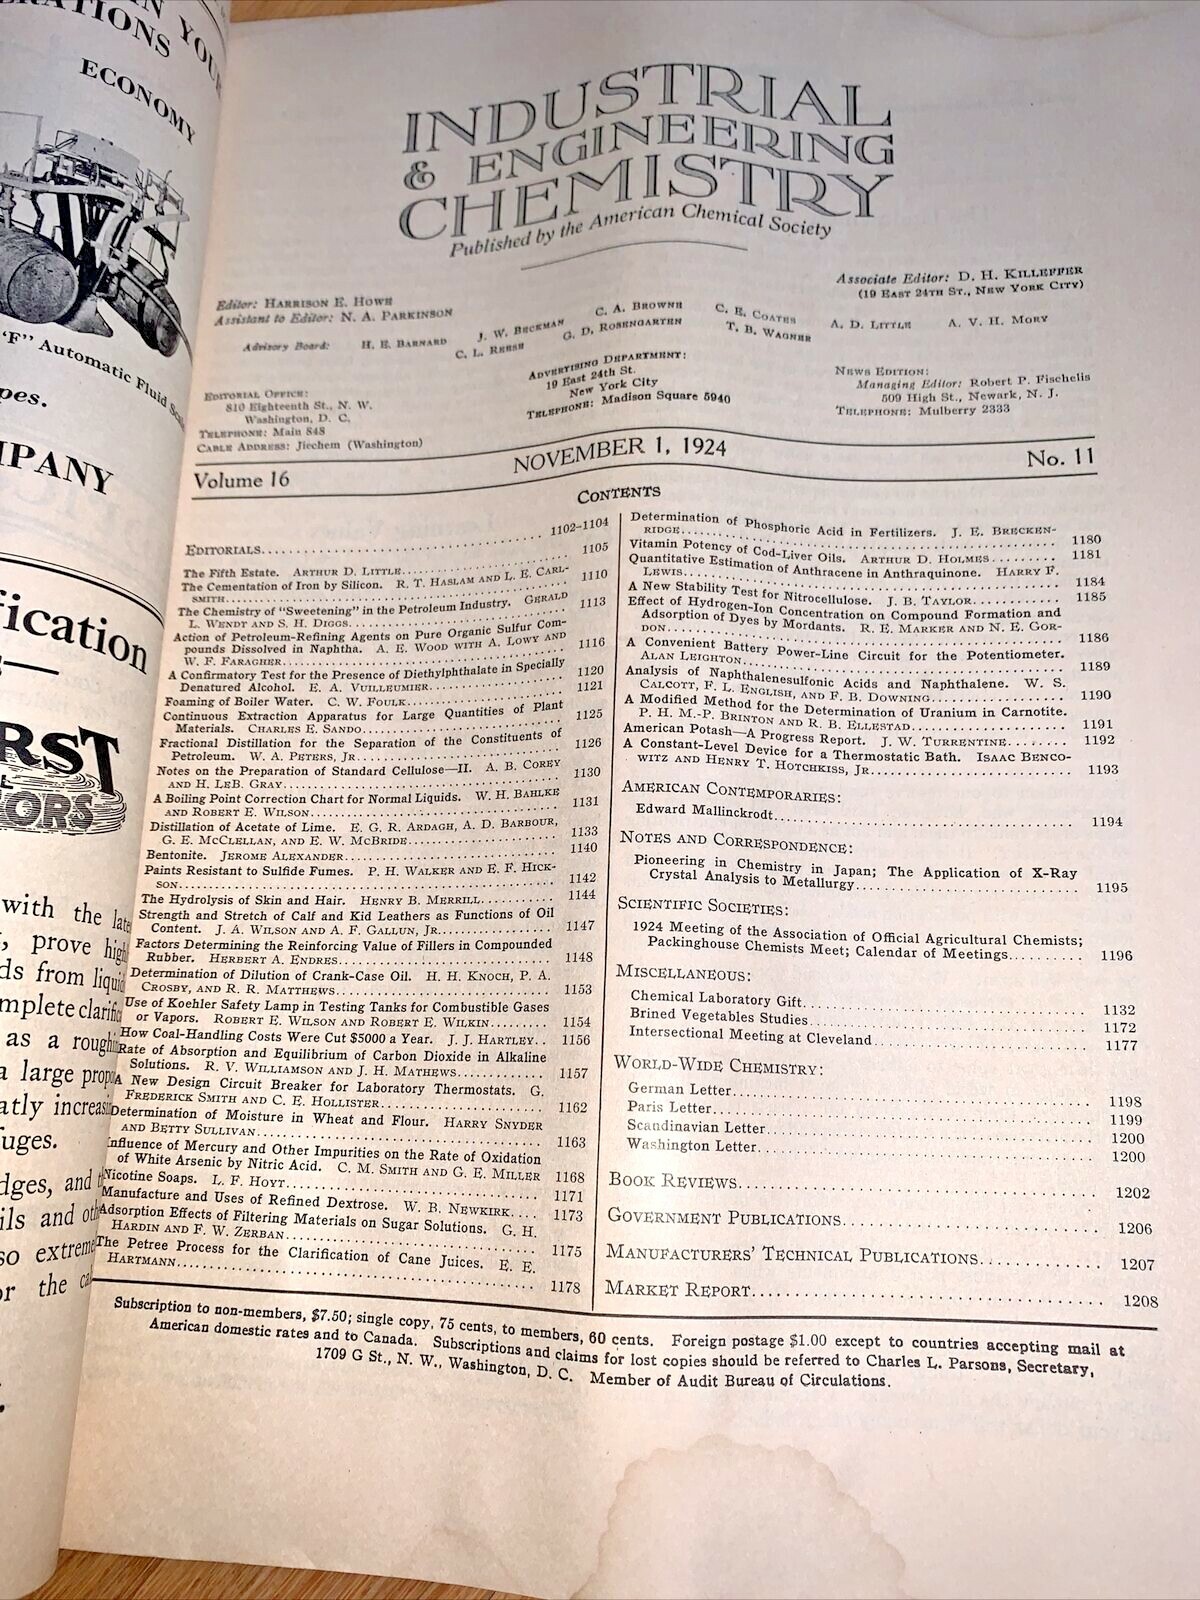 IN YOUR
ERATIONS
ECONOMY
"F" Automatic Fluid
pes.
MPANY
fication
RST
ORS
with the
, prove
ds from
mplete
as a
a large
atly
fuges.
dges, and
ils and
so
or the
INDUSTRIAL
& ENGINEERING
CHEMISTRY
Published by the American Chemical Society
Editor: HARRISON E. HOWE
Assistant to Editor: N. A. PARKINSON
Associate Editor: D. H. KILLEFFER
(19 EAST 24TH ST., NEW YORK CITY)
Advisory Board: H. E. BARNARD J. W. BECKMAN C. A. BROWNE C. E. COATES A. D. LITTLE A. V. H. MORY
C. L. REESE G. D. ROSENGARTEN T. B. WAGNER
EDITORIAL OFFICE:
810 Eighteenth St., N. W.
Washington, D. C.
TELEPHONE: Main 848
CABLE ADDRESS: Jiechem (Washington)
ADVERTISING DEPARTMENT:
19 East 24th St.
New York City
TELEPHONE: Madison Square 5940
NEWS EDITION:
Managing Editor: Robert P. Fischelis
509 High St., Newark, N. J.
TELEPHONE: Mulberry 2333
Volume 16 NOVEMBER 1, 1924 No. 11
CONTENTS
EDITORIALS........ 1102-1104
The Fifth Estate. ARTHUR D. LITTLE........ 1105
The Cementation of Iron by Silicon. R. T. HASLAM AND L. E. CARL-
SMITH........ 1110
The Chemistry of "Sweetening" in the Petroleum Industry. GERALD
L. WENDT AND S. H. DIGGS........ 1113
Action of Petroleum-Refining Agents on Pure Organic Sulfur Com-
pounds Dissolved in Naphtha. A. E. WOOD WITH A. LOWY AND
W. F. FARAGHER........ 1116
A Confirmatory Test for the Presence of Diethylphthalate in Specially
Denatured Alcohol. E. A. VUILLEUMIER........ 1120
Foaming of Boiler Water. C. W. FOULK........ 1121
Continuous Extraction Apparatus for Large Quantities of Plant
Materials. CHARLES E. SANDO........ 1125
Fractional Distillation for the Separation of the Constituents of
Petroleum. W. A. PETERS, JR........ 1126
Notes on the Preparation of Standard Cellulose—II. A. B. COREY
AND H. LEB. GRAY........ 1130
A Boiling Point Correction Chart for Normal Liquids. W. H. BAHLKE
AND ROBERT E. WILSON........ 1131
Distillation of Acetate of Lime. E. G. R. ARDAGH, A. D. BARBOUR,
G. E. MCCLELLAN, AND E. W. MCBRIDE........ 1133
Bentonite. JEROME ALEXANDER........ 1140
Paints Resistant to Sulfide Fumes. P. H. WALKER AND E. F. HICK-
SON........ 1142
The Hydrolysis of Skin and Hair. HENRY B. MERRILL........ 1144
Strength and Stretch of Calf and Kid Leathers as Functions of Oil
Content. J. A. WILSON AND A. F. GALLUN, JR........ 1147
Factors Determining the Reinforcing Value of Fillers in Compounded
Rubber. HERBERT A. ENDRES........ 1148
Determination of Dilution of Crank-Case Oil. H. H. KNOCH, P. A.
CROSBY, AND R. R. MATTHEWS........ 1153
Use of Koehler Safety Lamp in Testing Tanks for Combustible Gases
or Vapors. ROBERT E. WILSON AND ROBERT E. WILKIN........ 1154
How Coal-Handling Costs Were Cut $5000 a Year. J. J. HARTLEY.. 1156
Rate of Absorption and Equilibrium of Carbon Dioxide in Alkaline
Solutions. R. V. WILLIAMSON AND J. H. MATHEWS........ 1157
A New Design Circuit Breaker for Laboratory Thermostats. G.
FREDERICK SMITH AND C. E. HOLLISTER........ 1162
Determination of Moisture in Wheat and Flour. HARRY SNYDER
AND BETTY SULLIVAN........ 1163
Influence of Mercury and Other Impurities on the Rate of Oxidation
of White Arsenic by Nitric Acid. C. M. SMITH AND G. E. MILLER 1168
Nicotine Soaps. L. F. HOYT........ 1171
Manufacture and Uses of Refined Dextrose. W. B. NEWKIRK.... 1173
Adsorption Effects of Filtering Materials on Sugar Solutions. G. H.
HARDIN AND F. W. ZERBAN........ 1175
The Petree Process for the Clarification of Cane Juices. E. E.
HARTMANN........ 1178
Determination of Phosphoric Acid in Fertilizers. J. E. BRECKEN-
RIDGE........ 1180
Vitamin Potency of Cod-Liver Oils. ARTHUR D. HOLMES........ 1181
Quantitative Estimation of Anthracene in Anthraquinone. HARRY F.
LEWIS........ 1184
A New Stability Test for Nitrocellulose. J. B. TAYLOR........ 1185
Effect of Hydrogen-Ion Concentration on Compound Formation and
Adsorption of Dyes by Mordants. R. E. MARKER AND N. E. GOR-
DON........ 1186
A Convenient Battery Power-Line Circuit for the Potentiometer.
ALAN LEIGHTON........ 1189
Analysis of Naphthalenesulfonic Acids and Naphthalene. W. S.
CALCOTT, F. L. ENGLISH, AND F. B. DOWNING........ 1190
A Modified Method for the Determination of Uranium in Carnotite.
P. H. M.-P. BRINTON AND R. B. ELLESTAD........ 1191
American Potash—A Progress Report. J. W. TURRENTINE........ 1192
A Constant-Level Device for a Thermostatic Bath. ISAAC BENCO-
WITZ AND HENRY T. HOTCHKISS, JR........ 1193
AMERICAN CONTEMPORARIES:
Edward Mallinckrodt........ 1194
NOTES AND CORRESPONDENCE:
Pioneering in Chemistry in Japan; The Application of X-Ray
Crystal Analysis to Metallurgy........ 1195
SCIENTIFIC SOCIETIES:
1924 Meeting of the Association of Official Agricultural Chemists;
Packinghouse Chemists Meet; Calendar of Meetings........ 1196
MISCELLANEOUS:
Chemical Laboratory Gift........ 1132
Brined Vegetables Studies........ 1172
Intersectional Meeting at Cleveland........ 1177
WORLD-WIDE CHEMISTRY:
German Letter........ 1198
Paris Letter........ 1199
Scandinavian Letter........ 1200
Washington Letter........ 1200
BOOK REVIEWS........ 1202
GOVERNMENT PUBLICATIONS........ 1206
MANUFACTURERS' TECHNICAL PUBLICATIONS........ 1207
MARKET REPORT........ 1208
Subscription to non-members, $7.50; single copy, 75 cents, to members, 60 cents. Foreign postage $1.00 except to countries accepting mail at
American domestic rates and to Canada. Subscriptions and claims for lost copies should be referred to Charles L. Parsons, Secretary,
1709 G St., N. W., Washington, D. C. Member of Audit Bureau of Circulations.